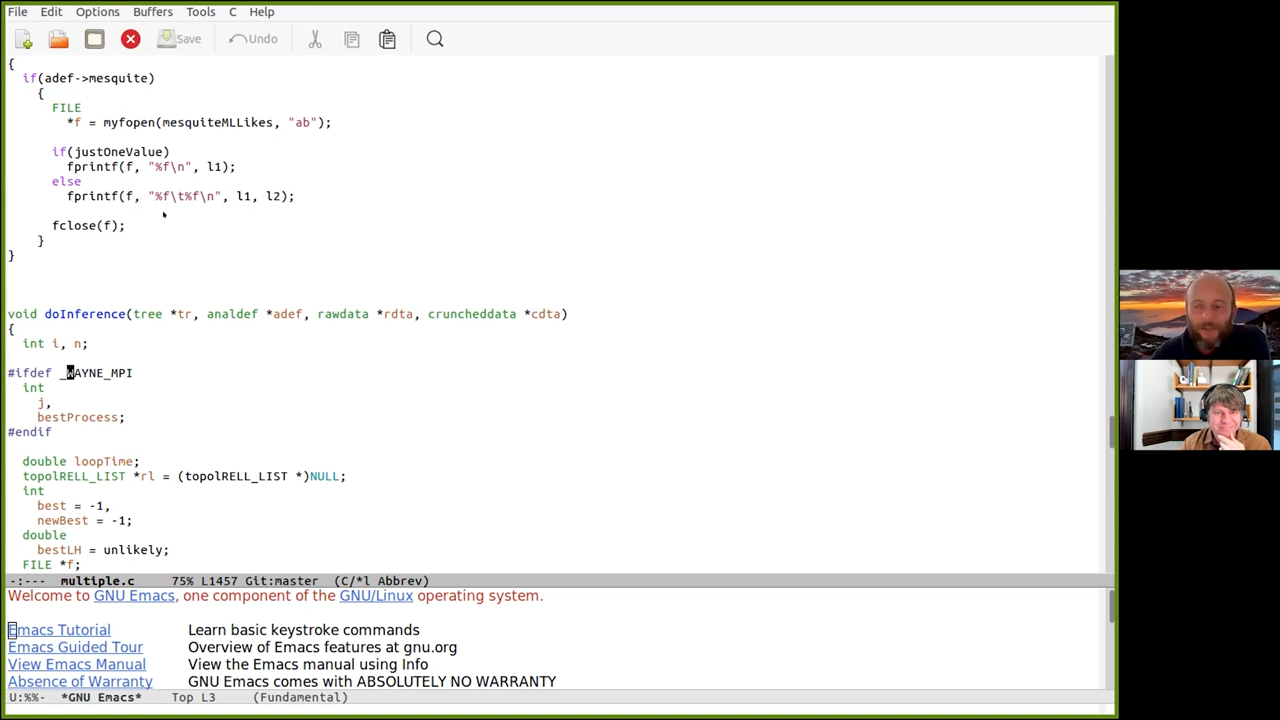 File Edit Options Buffers Tools C Help
Save Undo
{
if(adef->mesquite)
{
FILE
*f = myfopen(mesquiteMLLikes, "ab");
if(justOneValue)
fprintf(f, "%f\n", l1);
else
fprintf(f, "%f\t%f\n", l1, l2);
fclose(f);
}
}
void doInference(tree *tr, analdef *adef, rawdata *rdta, cruncheddata *cdta)
{
int i, n;
#ifdef _WAYNE_MPI
int
j,
bestProcess;
#endif
double loopTime;
topolRELL_LIST *rl = (topolRELL_LIST *)NULL;
int
best = -1,
newBest = -1;
double
bestLH = unlikely;
FILE *f;
-:--- multiple.c 75% L1457 Git:master (C/*l Abbrev)
Welcome to GNU Emacs, one component of the GNU/Linux operating system.
Emacs Tutorial Learn basic keystroke commands
Emacs Guided Tour Overview of Emacs features at gnu.org
View Emacs Manual View the Emacs manual using Info
Absence of Warranty GNU Emacs comes with ABSOLUTELY NO WARRANTY
U:%%- *GNU Emacs* Top L3 (Fundamental)